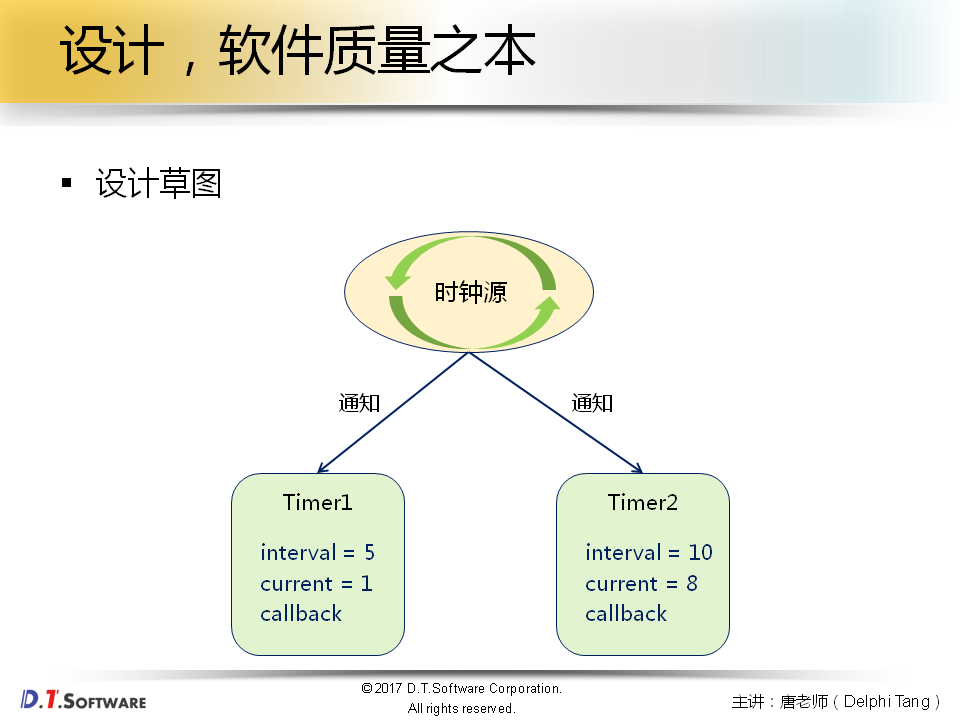 设计，软件质量之本
▪ 设计草图
时钟源
通知 通知
Timer1
interval = 5
current = 1
callback
Timer2
interval = 10
current = 8
callback
D.T.SOFTWARE
©2017 D.T.Software Corporation.
All rights reserved.
主讲：唐老师（Delphi Tang）